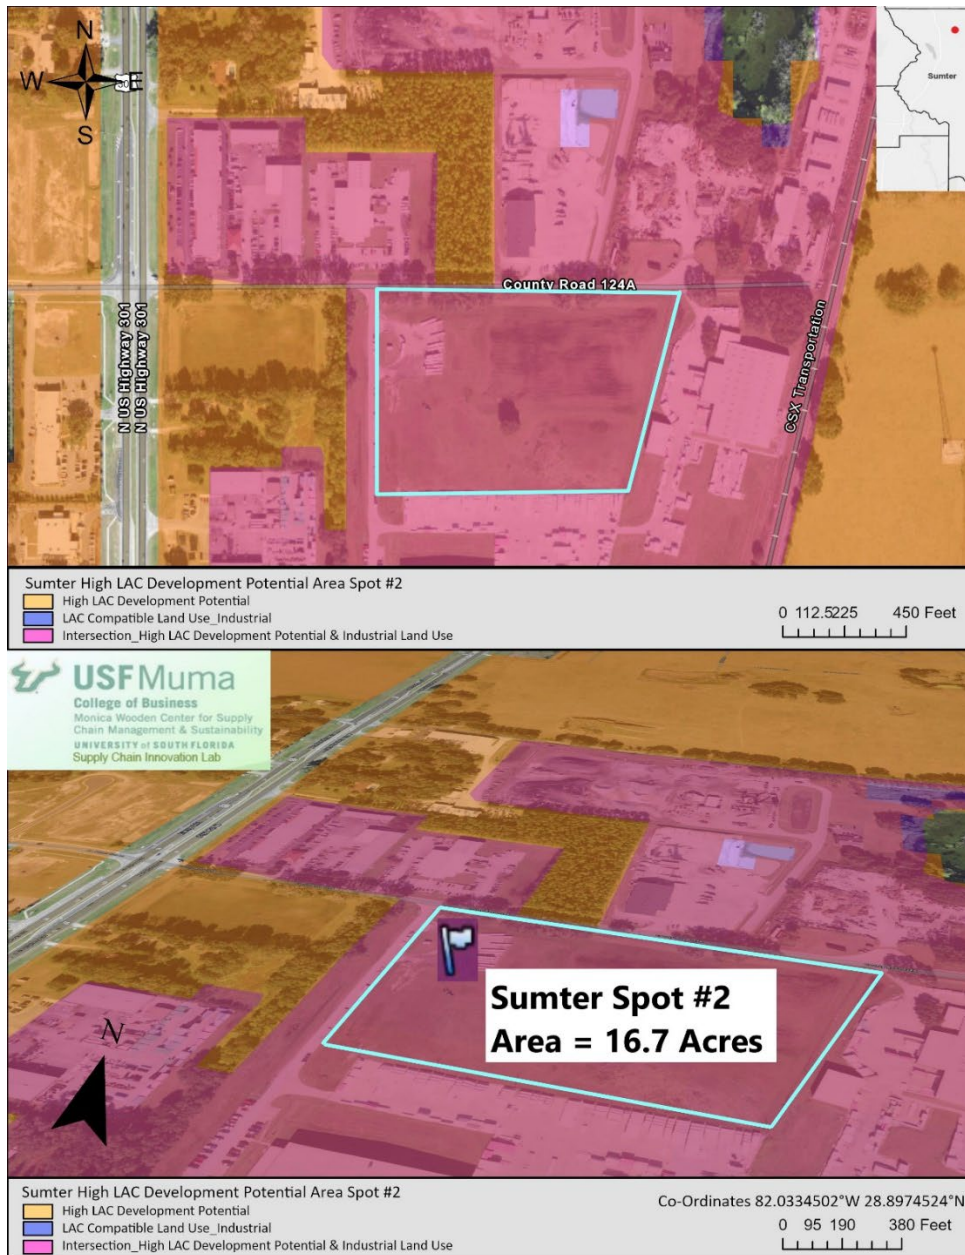 N
W
S
301
Sumter
County Road 124A
N US Highway 301
N US Highway 301
CSX Transportation
Sumter High LAC Development Potential Area Spot #2
High LAC Development Potential
LAC Compatible Land Use_Industrial
Intersection_High LAC Development Potential & Industrial Land Use
0 112.5225 450 Feet
USF Muma
College of Business
Monica Wooden Center for Supply
Chain Management & Sustainability
UNIVERSITY of SOUTH FLORIDA
Supply Chain Innovation Lab
Sumter Spot #2
Area = 16.7 Acres
N
Sumter High LAC Development Potential Area Spot #2
High LAC Development Potential
LAC Compatible Land Use_Industrial
Intersection_High LAC Development Potential & Industrial Land Use
Co-Ordinates 82.0334502°W 28.8974524°N
0 95 190 380 Feet